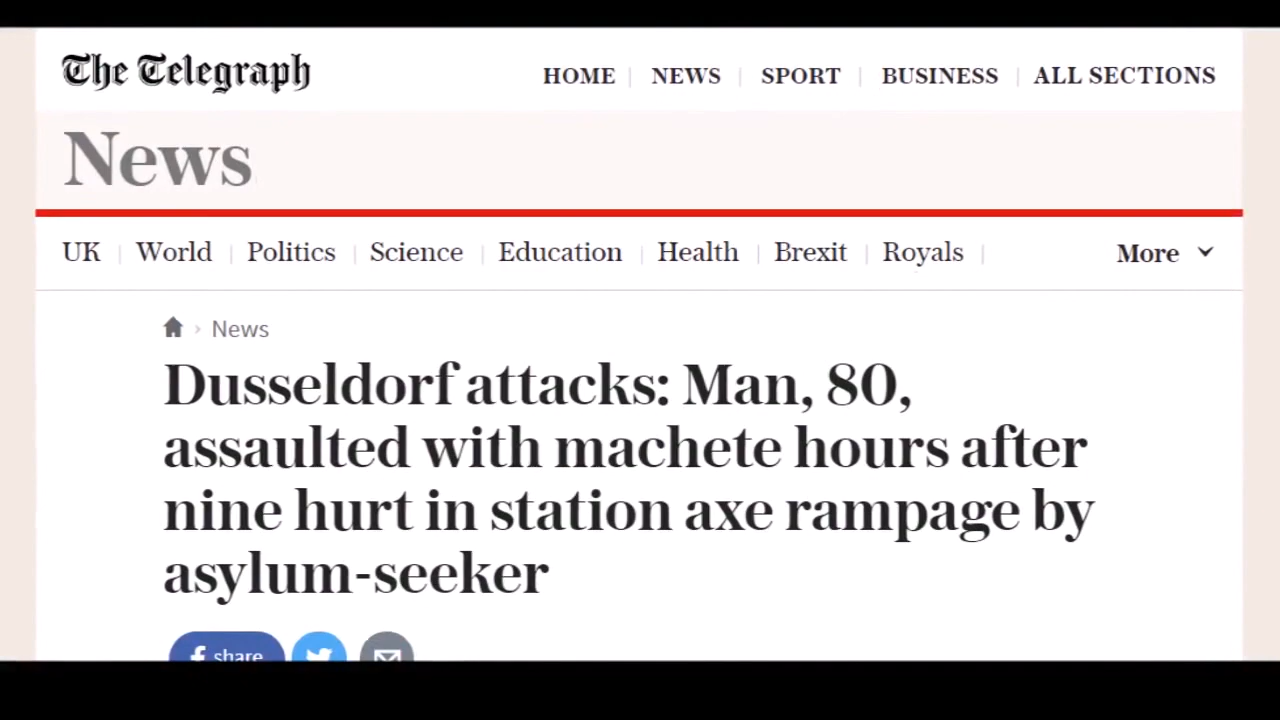 The Telegraph
HOME NEWS SPORT BUSINESS ALL SECTIONS
News
UK World Politics Science Education Health Brexit Royals More
News
Dusseldorf attacks: Man, 80,
assaulted with machete hours after
nine hurt in station axe rampage by
asylum-seeker
share